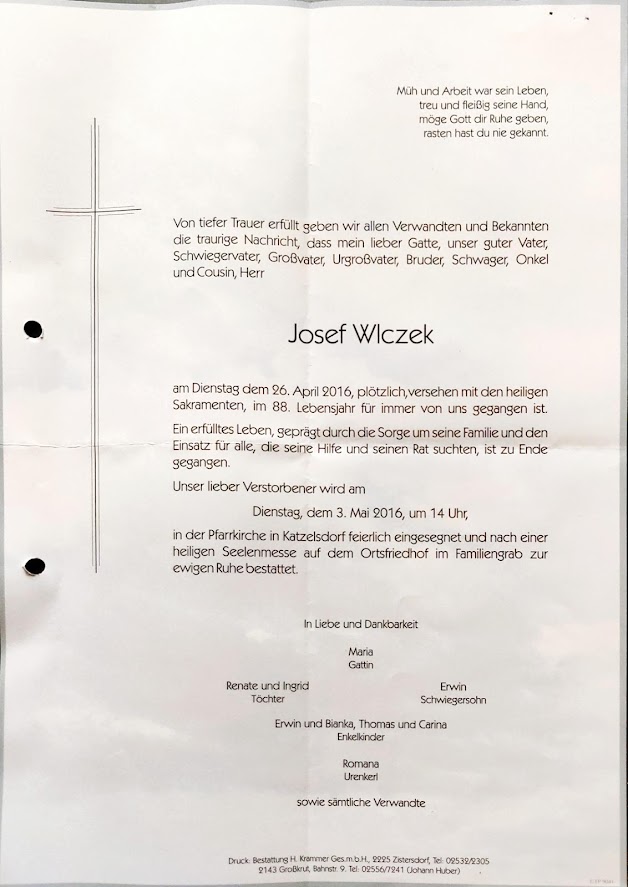 Müh und Arbeit war sein Leben,
treu und fleißig seine Hand,
möge Gott dir Ruhe geben,
rasten hast du nie gekannt.
Von tiefer Trauer erfüllt geben wir allen Verwandten und Bekannten
die traurige Nachricht, dass mein lieber Gatte, unser guter Vater,
Schwiegervater, Großvater, Urgroßvater, Bruder, Schwager, Onkel
und Cousin, Herr
Josef Wlczek
am Dienstag dem 26. April 2016, plötzlich,versehen mit den heiligen
Sakramenten, im 88. Lebensjahr für immer von uns gegangen ist.
Ein erfülltes Leben, geprägt durch die Sorge um seine Familie und den
Einsatz für alle, die seine Hilfe und seinen Rat suchten, ist zu Ende
gegangen.
Unser lieber Verstorbener wird am
Dienstag, dem 3. Mai 2016, um 14 Uhr,
in der Pfarrkirche in Katzelsdorf feierlich eingesegnet und nach einer
heiligen Seelenmesse auf dem Ortsfriedhof im Familiengrab zur
ewigen Ruhe bestattet.
In Liebe und Dankbarkeit
Maria
Gattin
Renate und Ingrid
Töchter
Erwin
Schwiegersohn
Erwin und Bianka, Thomas und Carina
Enkelkinder
Romana
Urenkerl
sowie sämtliche Verwandte
Druck: Bestattung H. Krammer Ges.m.b.H., 2225 Zistersdorf, Tel: 02532/2305
2143 Großkrut, Bahnstr. 9. Tel: 02556/7241 (Johann Huber)